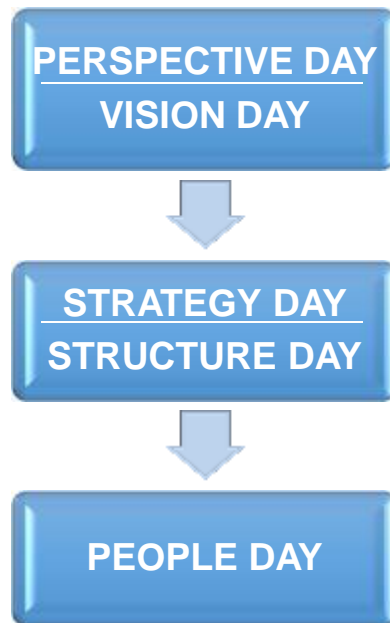 PERSPECTIVE DAY
VISION DAY
STRATEGY DAY
STRUCTURE DAY
PEOPLE DAY